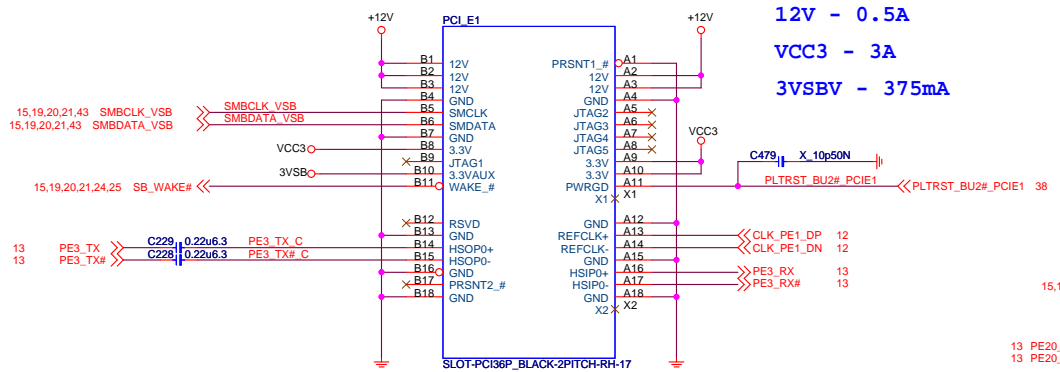 12V - 0.5A
VCC3 - 3A
3VSBV - 375mA
PCI_E1
+12V
+12V
B1 12V PRSNT1_# A1
B2 12V 12V A2
B3 12V 12V A3
B4 GND GND A4
15,19,20,21,43 SMBCLK_VSB SMBCLK_VSB B5 SMCLK JTAG2 A5
15,19,20,21,43 SMBDATA_VSB SMBDATA_VSB B6 SMDATA JTAG3 A6
B7 GND JTAG4 A7
VCC3 B8 3.3V JTAG5 A8
VCC3
B9 JTAG1 3.3V A9
3VSB B10 3.3VAUX 3.3V A10
C479 X_10p50N
15,19,20,21,24,25 SB_WAKE# B11 WAKE_# PWRGD A11 PLTRST_BU2#_PCIE1 PLTRST_BU2#_PCIE1 38
X1 X1
B12 RSVD GND A12
B13 GND REFCLK+ A13 CLK_PE1_DP 12
13 PE3_TX C229 0.22u6.3 PE3_TX_C B14 HSOP0+ REFCLK- A14 CLK_PE1_DN 12
13 PE3_TX# C228 0.22u6.3 PE3_TX#_C B15 HSOP0- GND A15
B16 GND HSIP0+ A16 PE3_RX 13
B17 PRSNT2_# HSIP0- A17 PE3_RX# 13
B18 GND GND A18
X2 X2
15,1
13 PE20_
13 PE20_
SLOT-PCI36P_BLACK-2PITCH-RH-17